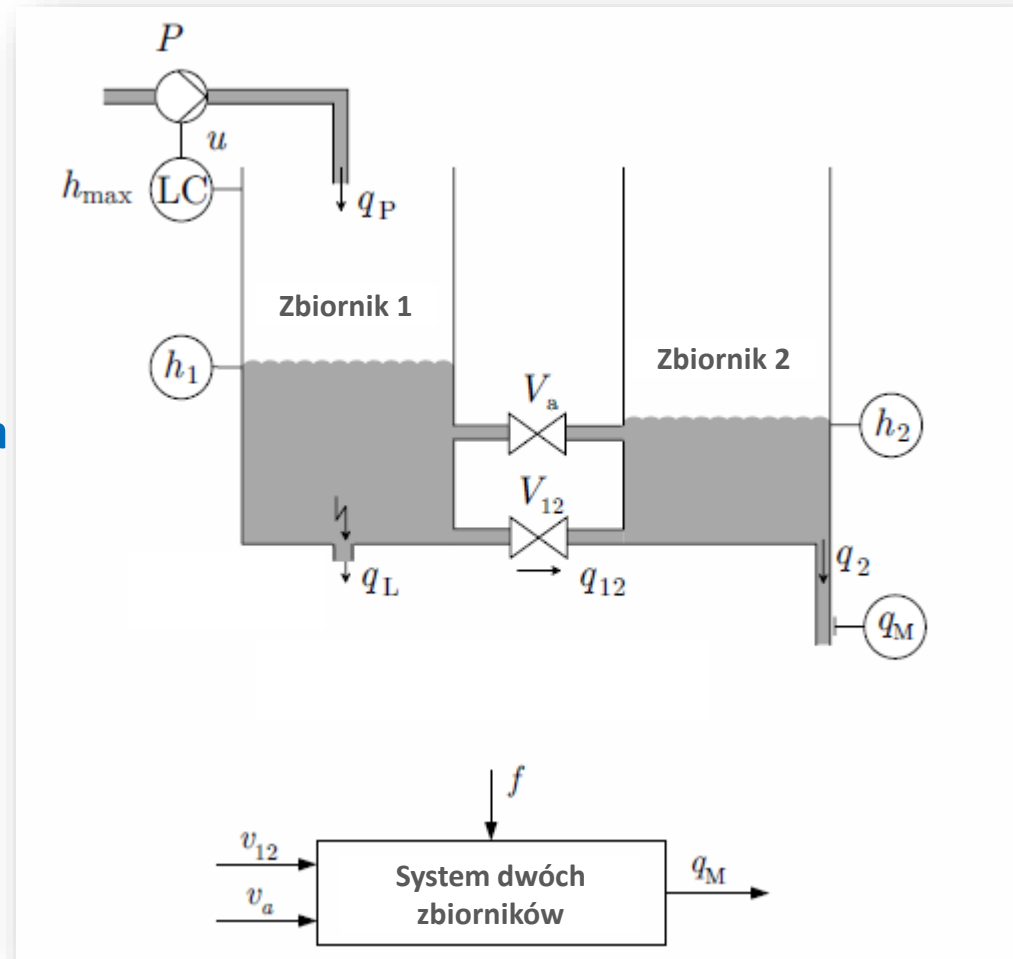 P
u
h_max LC
q_P
Zbiornik 1
Zbiornik 2
h_1
V_a
h_2
V_12
q_L
q_12
q_2
q_M
f
v_12
v_a
System dwóch
zbiorników
q_M